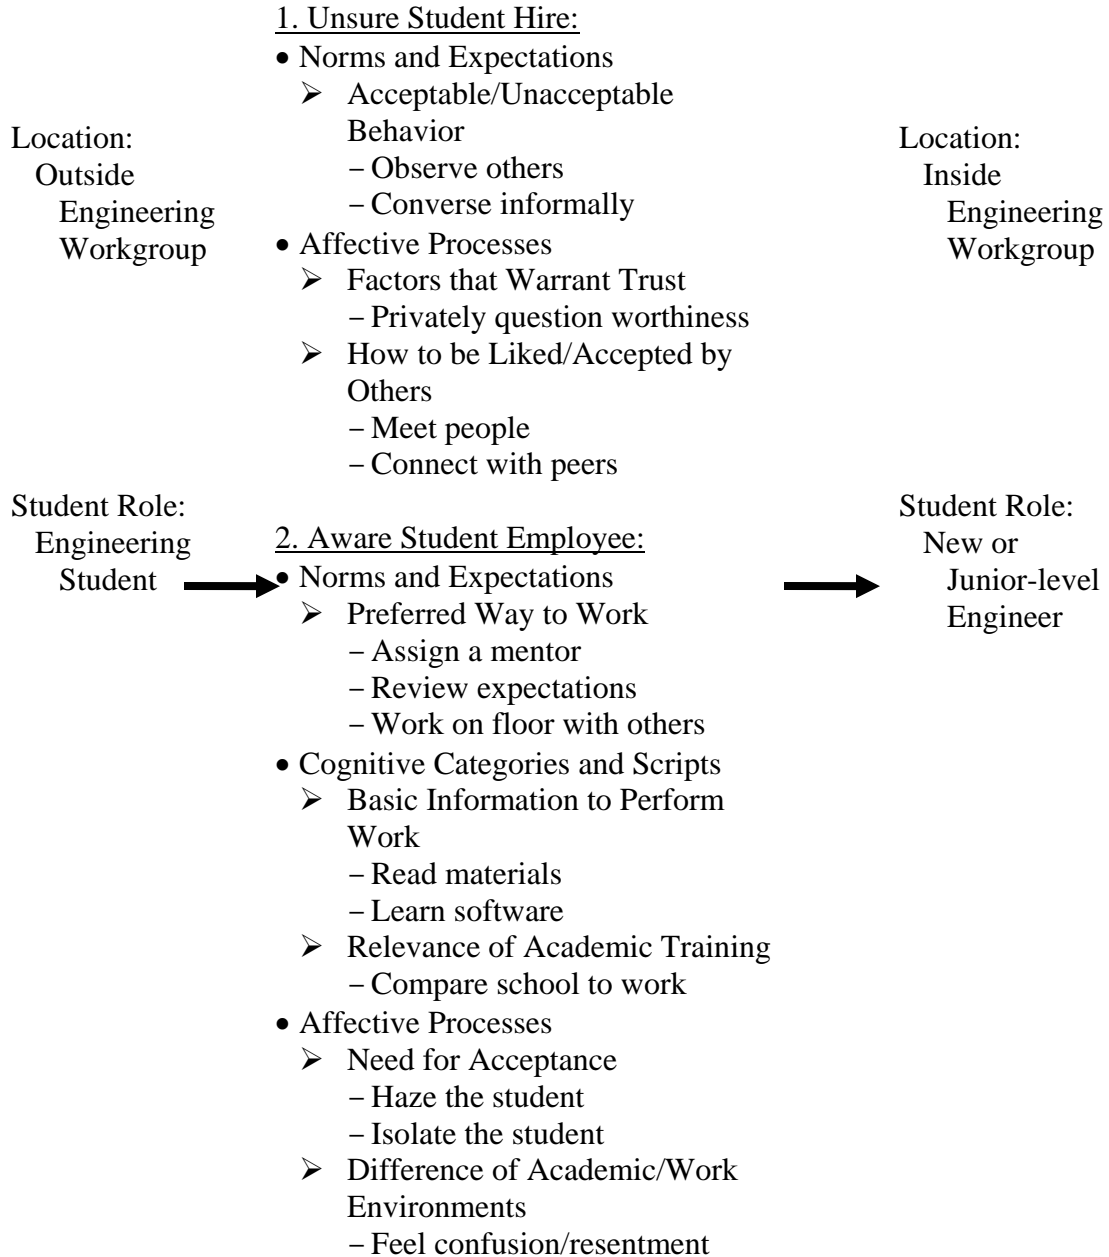 Location:
Outside
Engineering
Workgroup
Student Role:
Engineering
Student
1. Unsure Student Hire:
• Norms and Expectations
➢ Acceptable/Unacceptable
Behavior
− Observe others
− Converse informally
• Affective Processes
➢ Factors that Warrant Trust
− Privately question worthiness
➢ How to be Liked/Accepted by
Others
− Meet people
− Connect with peers
2. Aware Student Employee:
• Norms and Expectations
➢ Preferred Way to Work
− Assign a mentor
− Review expectations
− Work on floor with others
• Cognitive Categories and Scripts
➢ Basic Information to Perform
Work
− Read materials
− Learn software
➢ Relevance of Academic Training
− Compare school to work
• Affective Processes
➢ Need for Acceptance
− Haze the student
− Isolate the student
➢ Difference of Academic/Work
Environments
− Feel confusion/resentment
Location:
Inside
Engineering
Workgroup
Student Role:
New or
Junior-level
Engineer